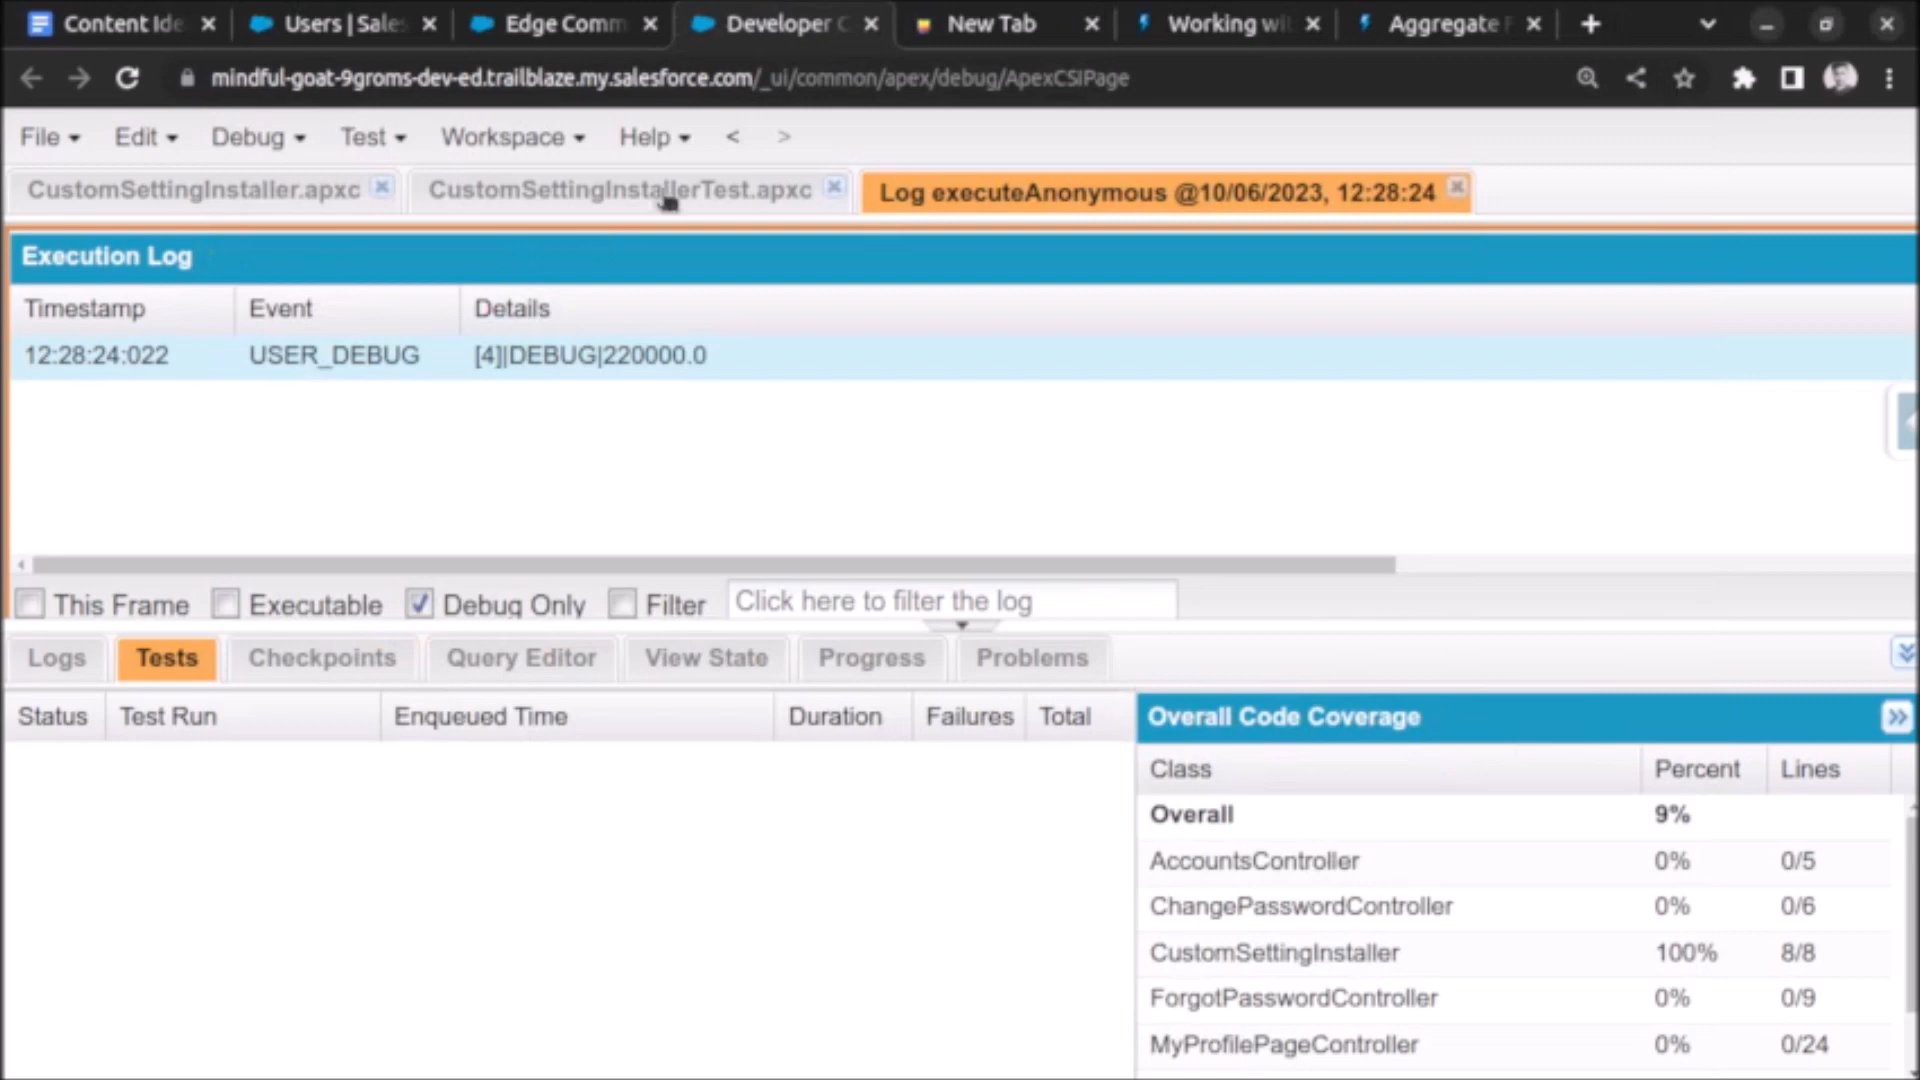 Content Ide
Users | Sales
Edge Comm
Developer C
New Tab
Working wi
Aggregate F
mindful-goat-9groms-dev-ed.trailblaze.my.salesforce.com/_ui/common/apex/debug/ApexCSIPage
File Edit Debug Test Workspace Help < >
CustomSettingInstaller.apxc
CustomSettingInstallerTest.apxc
Log executeAnonymous @10/06/2023, 12:28:24
Execution Log
Timestamp Event Details
12:28:24:022 USER_DEBUG [4]|DEBUG|220000.0
This Frame Executable Debug Only Filter Click here to filter the log
Logs Tests Checkpoints Query Editor View State Progress Problems
Status Test Run Enqueued Time Duration Failures Total
Overall Code Coverage
Class Percent Lines
Overall 9%
AccountsController 0% 0/5
ChangePasswordController 0% 0/6
CustomSettingInstaller 100% 8/8
ForgotPasswordController 0% 0/9
MyProfilePageController 0% 0/24